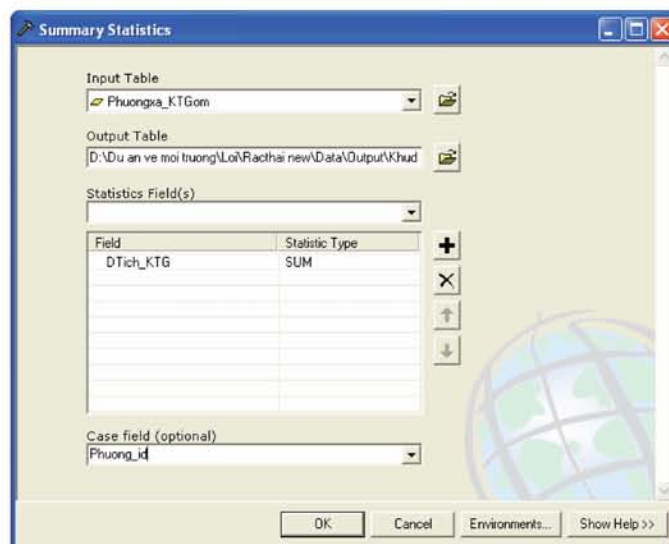 Summary Statistics
Input Table
Phuongxa_KTGom
Output Table
D:\Du an ve moi truong\Loi\Racthai new\Data\Output\Khud
Statistics Field(s)
Field Statistic Type
DTich_KTG SUM
Case field (optional)
Phuong_id
OK Cancel Environments... Show Help >>